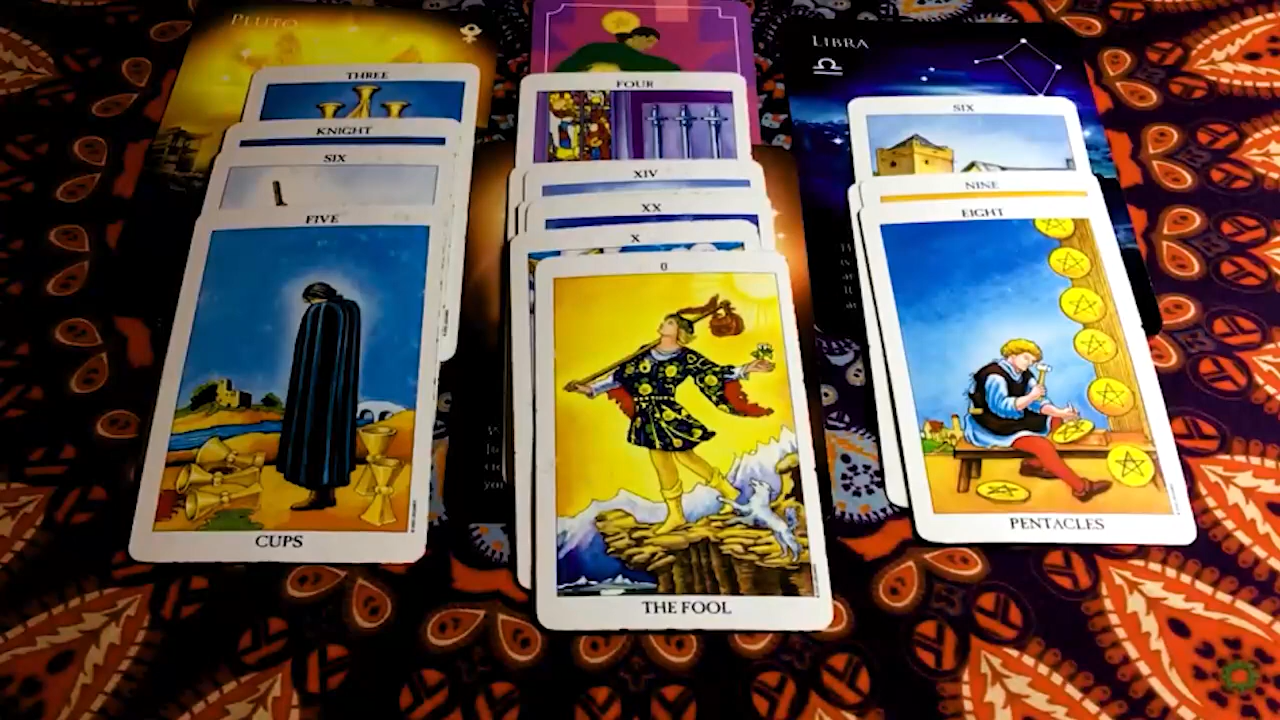 PLUTO
THREE
KNIGHT
SIX
FIVE
CUPS
FOUR
XIV
XX
X
0
THE FOOL
LIBRA
SIX
NINE
EIGHT
PENTACLES